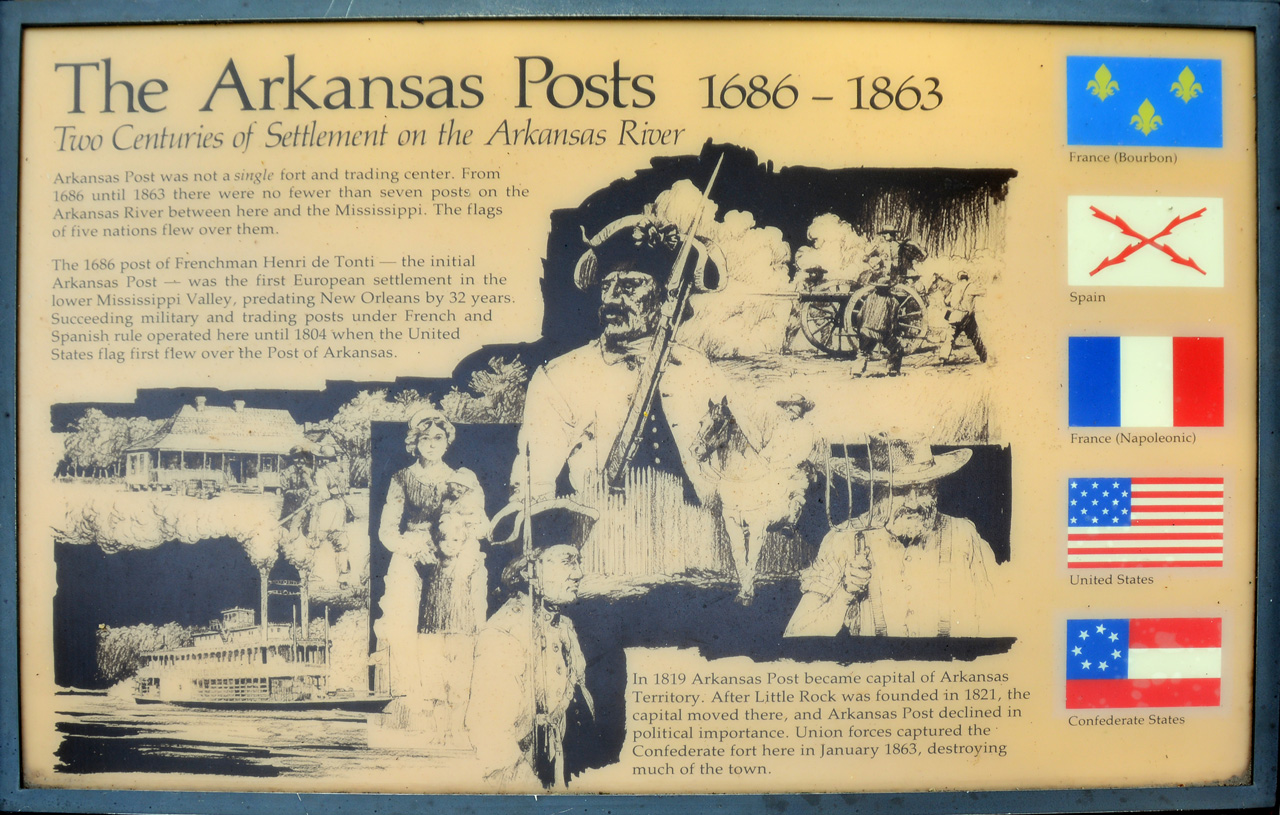 The Arkansas Posts 1686 – 1863
Two Centuries of Settlement on the Arkansas River
Arkansas Post was not a single fort and trading center. From
1686 until 1863 there were no fewer than seven posts on the
Arkansas River between here and the Mississippi. The flags
of five nations flew over them.
The 1686 post of Frenchman Henri de Tonti — the initial
Arkansas Post — was the first European settlement in the
lower Mississippi Valley, predating New Orleans by 32 years.
Succeeding military and trading posts under French and
Spanish rule operated here until 1804 when the United
States flag first flew over the Post of Arkansas.
In 1819 Arkansas Post became capital of Arkansas
Territory. After Little Rock was founded in 1821, the
capital moved there, and Arkansas Post declined in
political importance. Union forces captured the
Confederate fort here in January 1863, destroying
much of the town.
France (Bourbon)
Spain
France (Napoleonic)
United States
Confederate States